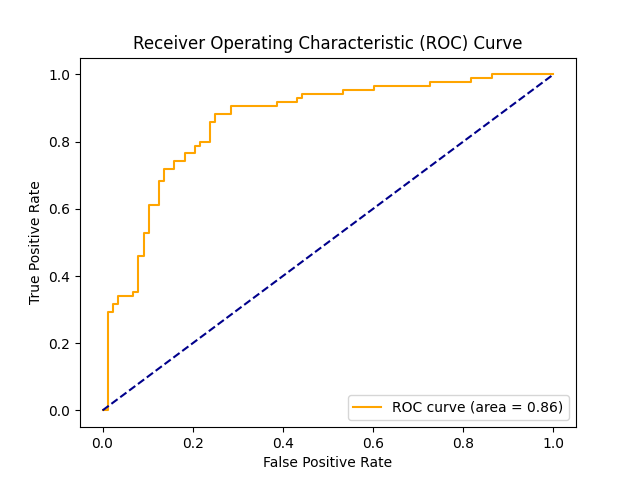 Receiver Operating Characteristic (ROC) Curve
True Positive Rate
1.0
0.8
0.6
0.4
0.2
0.0
ROC curve (area = 0.86)
0.0 0.2 0.4 0.6 0.8 1.0
False Positive Rate